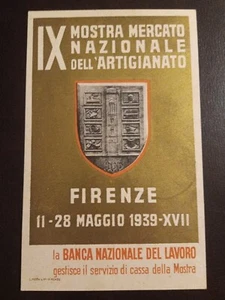 IX MOSTRA MERCATO
NAZIONALE
DELL'ARTIGIANATO
FIRENZE
11-28 MAGGIO 1939-XVII
la BANCA NAZIONALE DEL LAVORO
gestisce il servizio di cassa della Mostra